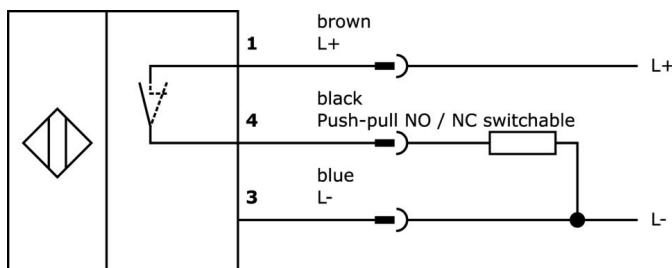 brown
1 L+ L+
black
4 Push-pull NO / NC switchable
blue
3 L- L-